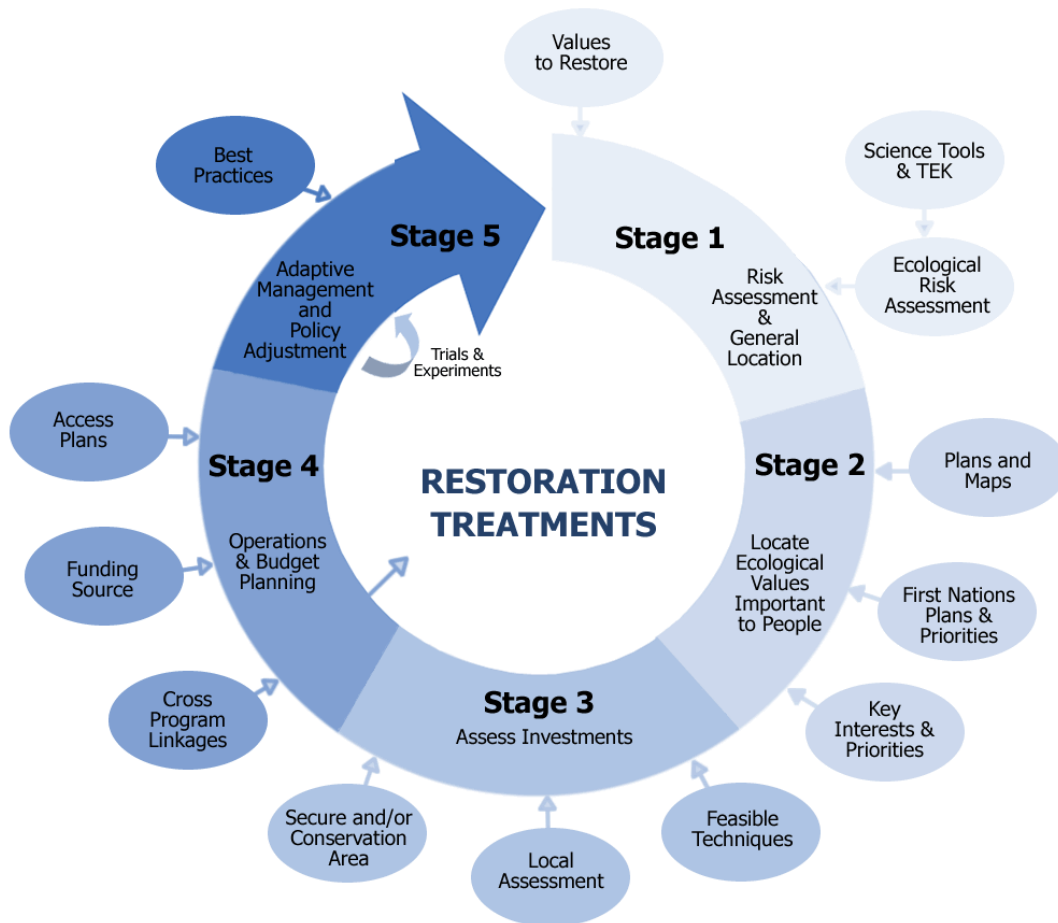 Values
to Restore
Science Tools
& TEK
Ecological
Risk
Assessment
Stage 1
Risk
Assessment
&
General
Location
Stage 2
Locate
Ecological
Values
Important
to People
Plans and
Maps
First Nations
Plans &
Priorities
Key
Interests &
Priorities
Stage 3
Assess Investments
Feasible
Techniques
Local
Assessment
Secure and/or
Conservation
Area
Stage 4
Operations
& Budget
Planning
Cross
Program
Linkages
Funding
Source
Access
Plans
Stage 5
Adaptive
Management
and
Policy
Adjustment
Best
Practices
Trials &
Experiments
RESTORATION
TREATMENTS